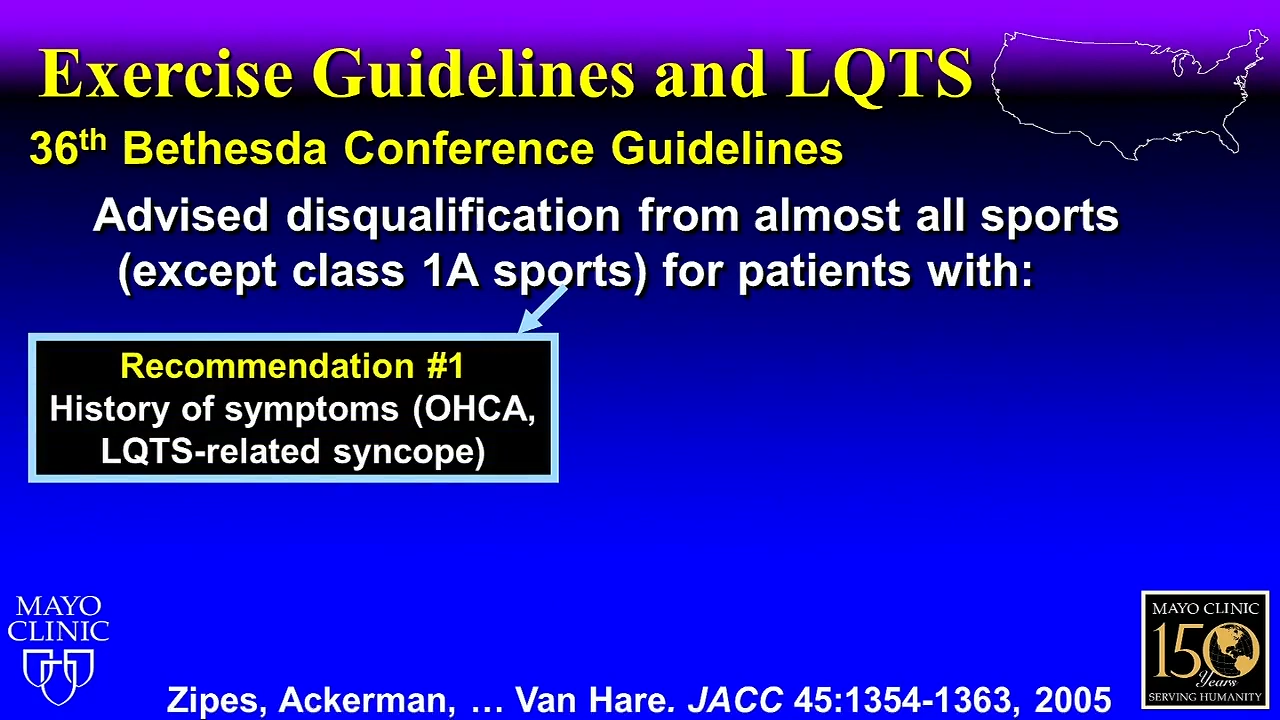 Exercise Guidelines and LQTS
36th Bethesda Conference Guidelines
Advised disqualification from almost all sports
(except class 1A sports) for patients with:
Recommendation #1
History of symptoms (OHCA,
LQTS-related syncope)
MAYO
CLINIC
MAYO CLINIC
150
Years
SERVING HUMANITY
Zipes, Ackerman, … Van Hare. JACC 45:1354-1363, 2005